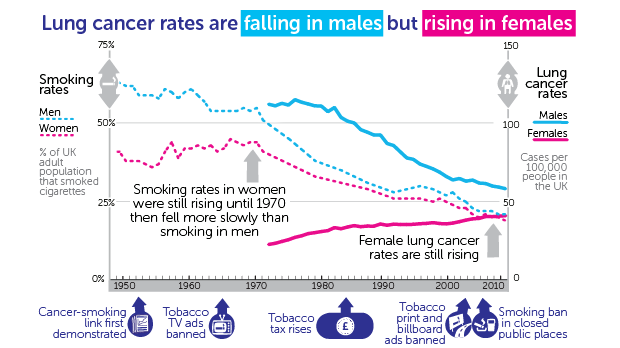 Lung cancer rates are falling in males but rising in females
75%
150
Smoking
rates
Lung
cancer
rates
Men
Women
Males
Females
50%
100
% of UK
adult
population
that smoked
cigarettes
Cases per
100,000
people in
the UK
Smoking rates in women
were still rising until 1970
then fell more slowly than
smoking in men
25%
50
Female lung cancer
rates are still rising
0%
0
1950
1960
1970
1980
1990
2000
2010
Cancer-smoking
link first
demonstrated
Tobacco
TV ads
banned
Tobacco
tax rises
£
Tobacco
print and
billboard
ads banned
Smoking ban
in closed
public places